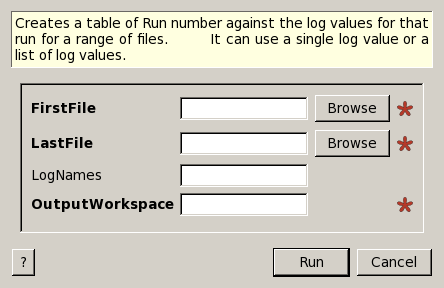 Creates a table of Run number against the log values for that
run for a range of files. It can use a single log value or a
list of log values.
FirstFile Browse *
LastFile Browse *
LogNames
OutputWorkspace *
? Run Cancel